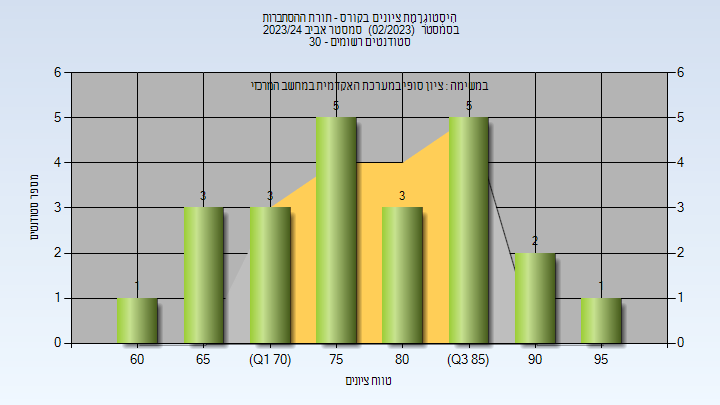 היסטוגרמת ציונים בקורס - תורת ההסתברות
בסמסטר (02/2023) סמסטר אביב 2023/24
סטודנטים רשומים - 30
במשימה : ציון סופי במערכת האקדמית במחשב המרכזי
6 6
5 5
4 4
3 3
2 2
1 1
0 0
1 3 3 5 3 5 2 1
מספר סטודנטים
60 65 (Q1 70) 75 80 (Q3 85) 90 95
טווח ציונים